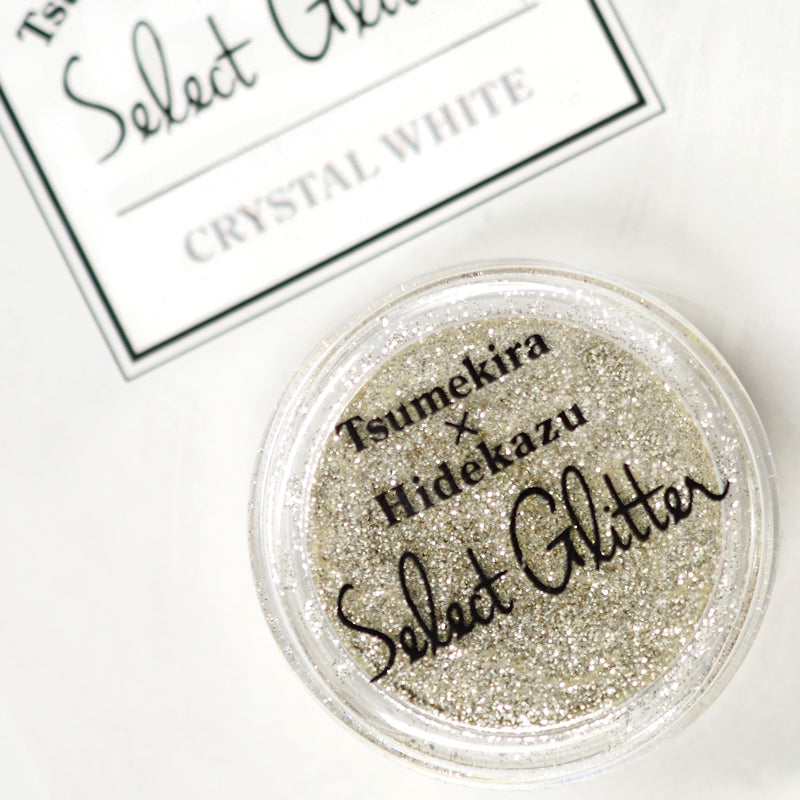 Select
CRYSTAL WHITE
Tsumekira
×
Hidekazu
Select Glitter